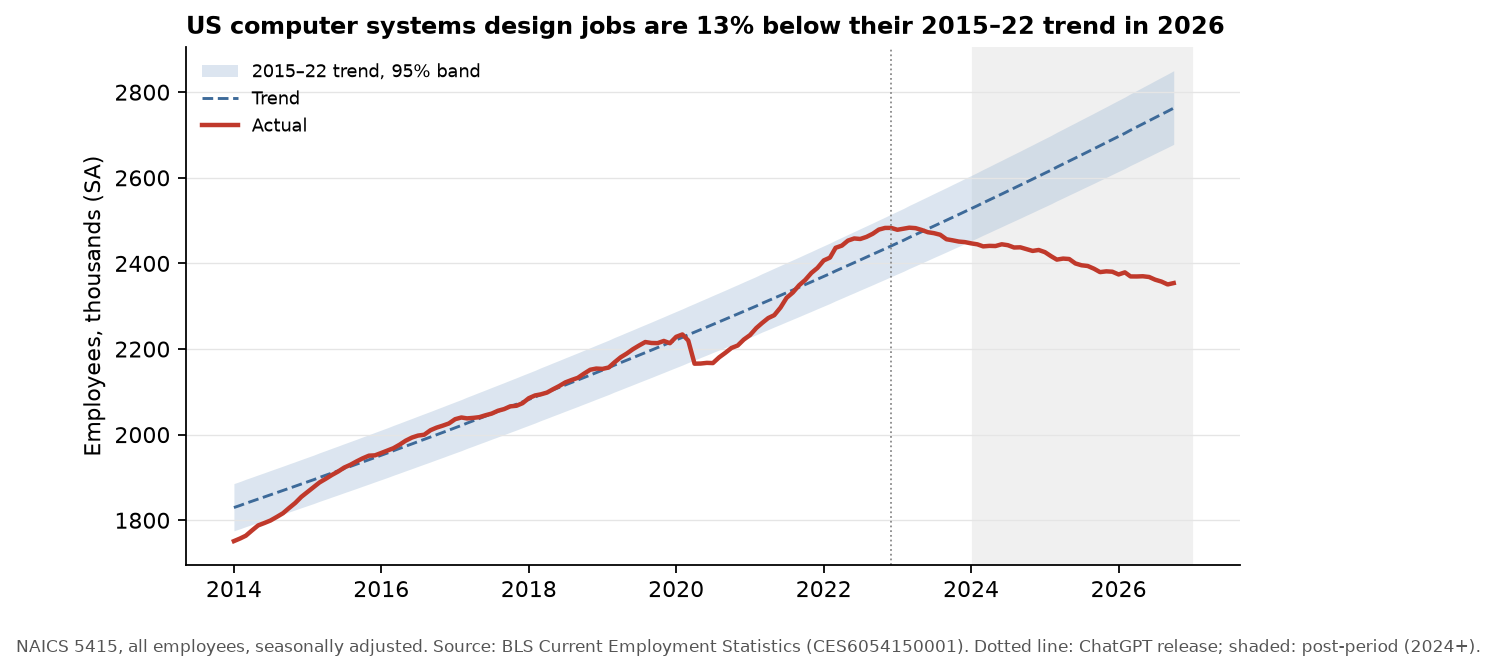 US computer systems design jobs are 13% below their 2015–22 trend in 2026
2015–22 trend, 95% band
Trend
Actual
Employees, thousands (SA)
2800
2600
2400
2200
2000
1800
2014 2016 2018 2020 2022 2024 2026
NAICS 5415, all employees, seasonally adjusted. Source: BLS Current Employment Statistics (CES6054150001). Dotted line: ChatGPT release; shaded: post-period (2024+).